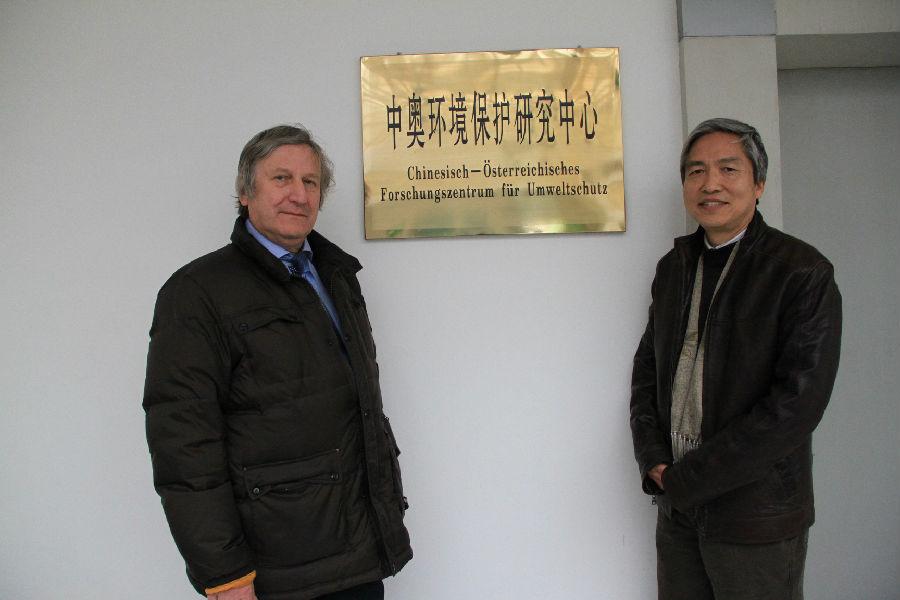 中奥环境保护研究中心
Chinesisch—Österreichisches
Forschungszentrum für Umweltschutz